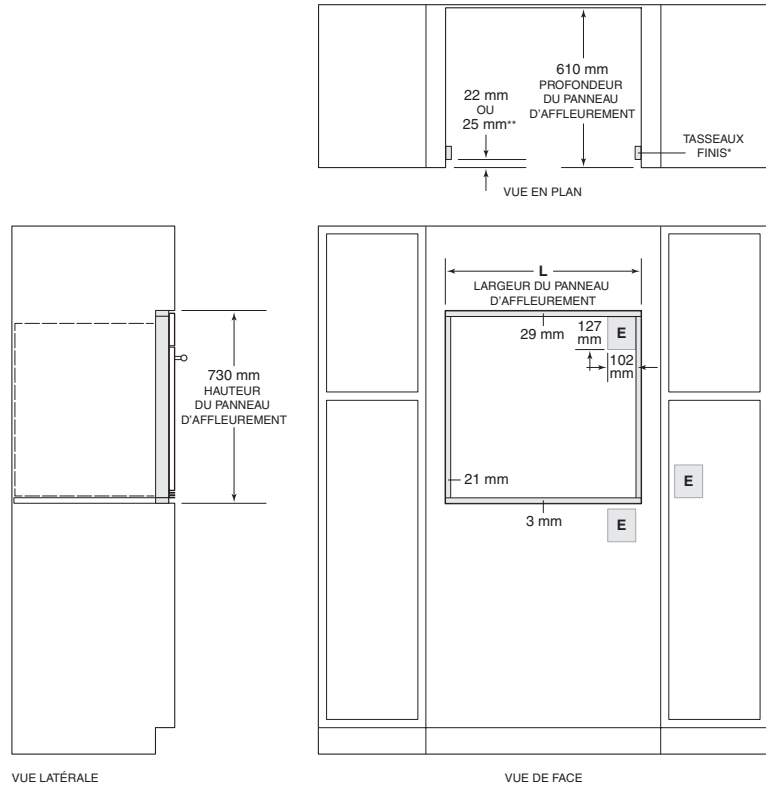 610 mm
PROFONDEUR
DU PANNEAU
D'AFFLEUREMENT
22 mm
OU
25 mm**
TASSEAUX
FINIS*
VUE EN PLAN
L
LARGEUR DU PANNEAU
D'AFFLEUREMENT
29 mm
127
mm
E
102
mm
730 mm
HAUTEUR
DU PANNEAU
D'AFFLEUREMENT
21 mm
E
3 mm
E
VUE LATÉRALE
VUE DE FACE